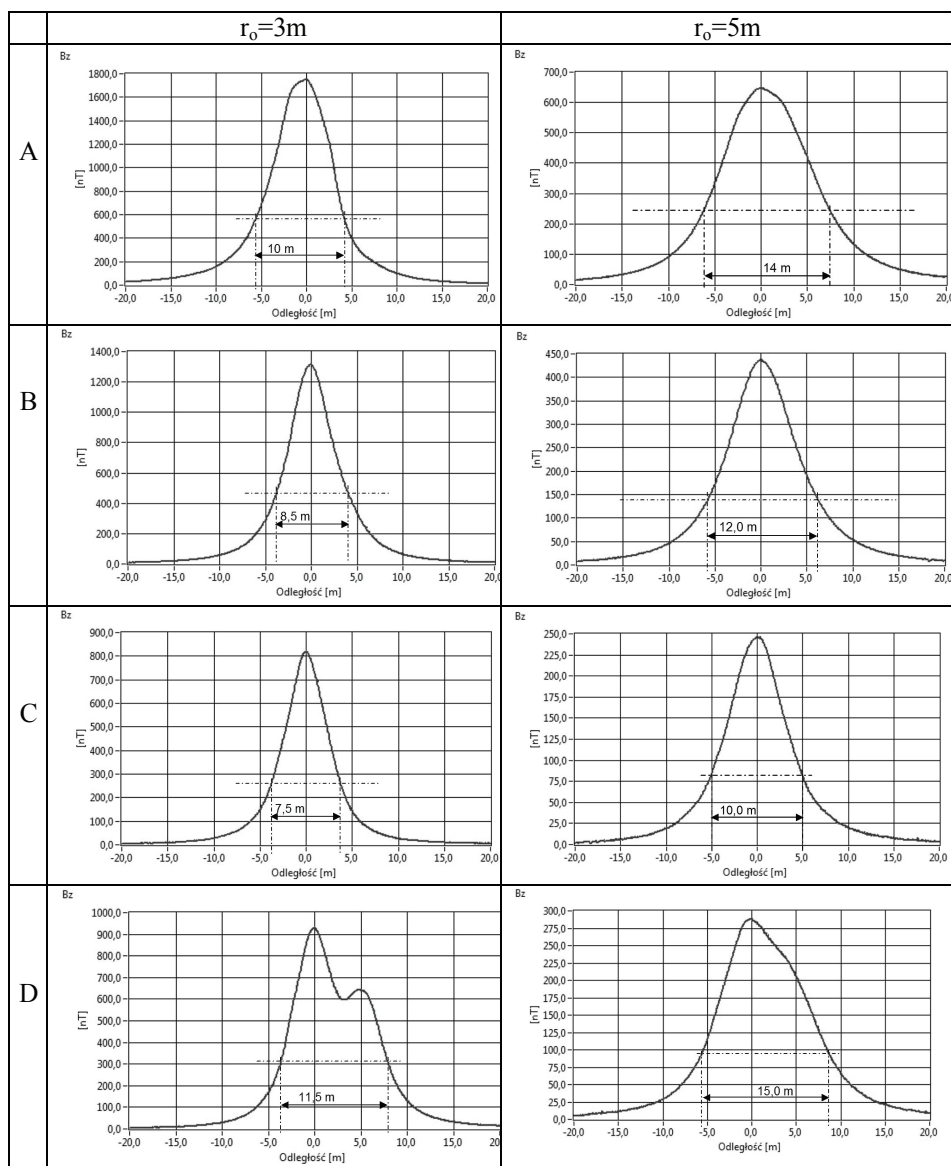 r₀=3m
r₀=5m
A
Bz
[nT]
1800,0
1600,0
1400,0
1200,0
1000,0
800,0
600,0
400,0
200,0
0,0
10 m
-20,0 -15,0 -10,0 -5,0 0,0 5,0 10,0 15,0 20,0
Odległość [m]
Bz
[nT]
700,0
600,0
500,0
400,0
300,0
200,0
100,0
0,0
14 m
-20,0 -15,0 -10,0 -5,0 0,0 5,0 10,0 15,0 20,0
Odległość [m]
B
Bz
[nT]
1400,0
1200,0
1000,0
800,0
600,0
400,0
200,0
0,0
8,5 m
-20,0 -15,0 -10,0 -5,0 0,0 5,0 10,0 15,0 20,0
Odległość [m]
Bz
[nT]
450,0
400,0
350,0
300,0
250,0
200,0
150,0
100,0
50,0
0,0
12,0 m
-20,0 -15,0 -10,0 -5,0 0,0 5,0 10,0 15,0 20,0
Odległość [m]
C
Bz
[nT]
900,0
800,0
700,0
600,0
500,0
400,0
300,0
200,0
100,0
0,0
7,5 m
-20,0 -15,0 -10,0 -5,0 0,0 5,0 10,0 15,0 20,0
Odległość [m]
Bz
[nT]
250,0
225,0
200,0
175,0
150,0
125,0
100,0
75,0
50,0
25,0
0,0
10,0 m
-20,0 -15,0 -10,0 -5,0 0,0 5,0 10,0 15,0 20,0
Odległość [m]
D
Bz
[nT]
1000,0
900,0
800,0
700,0
600,0
500,0
400,0
300,0
200,0
100,0
0,0
11,5 m
-20,0 -15,0 -10,0 -5,0 0,0 5,0 10,0 15,0 20,0
Odległość [m]
Bz
[nT]
300,0
275,0
250,0
225,0
200,0
175,0
150,0
125,0
100,0
75,0
50,0
25,0
0,0
15,0 m
-20,0 -15,0 -10,0 -5,0 0,0 5,0 10,0 15,0 20,0
Odległość [m]